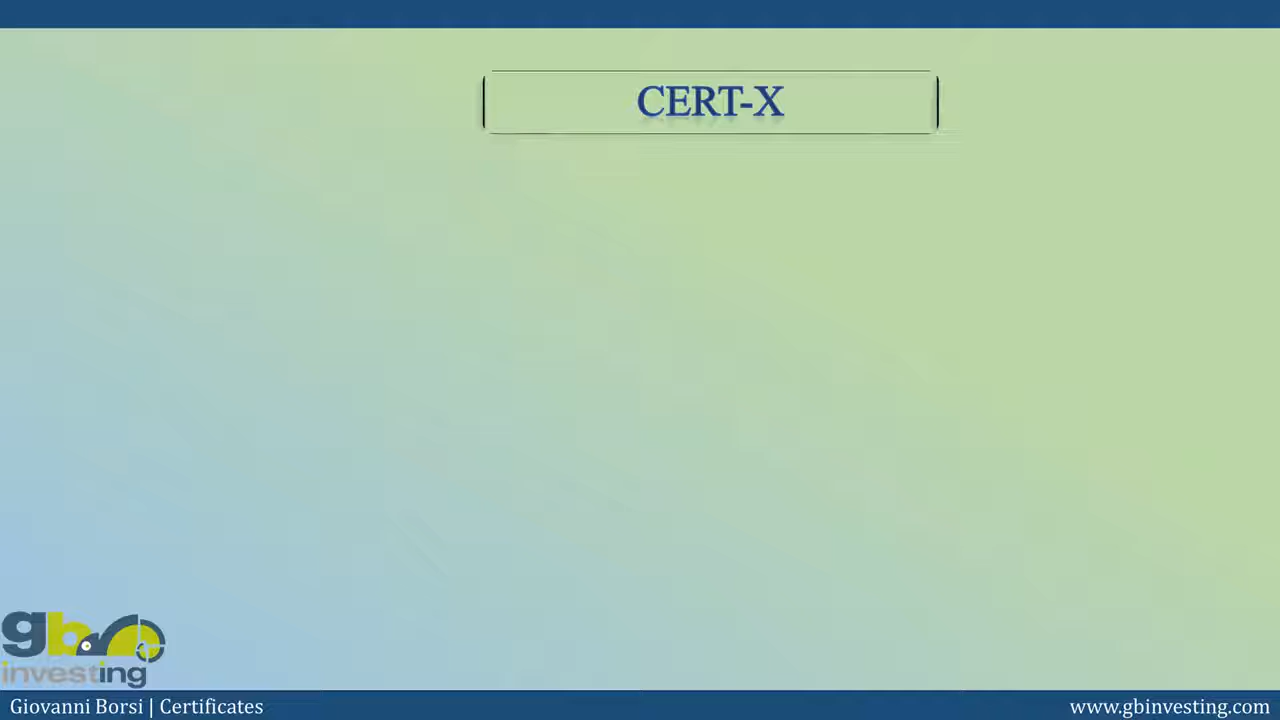 CERT-X
gb
investing
Giovanni Borsi | Certificates
www.gbinvesting.com